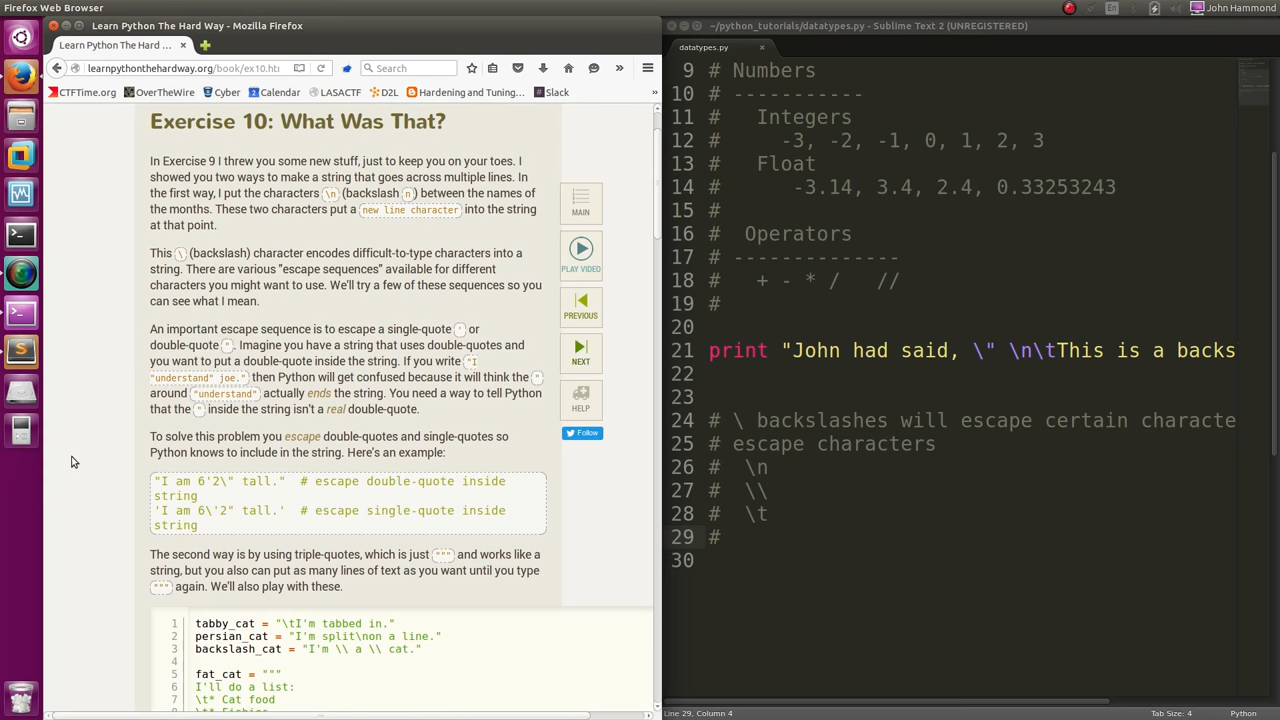 Firefox Web Browser
En
John Hammond
Learn Python The Hard Way - Mozilla Firefox
Learn Python The Hard ...
learnpythonthehardway.org/book/ex10.ht
Search
CTFTime.org
OverTheWire
Cyber
Calendar
LASACTF
D2L
Hardening and Tuning...
Slack
Exercise 10: What Was That?
In Exercise 9 I threw you some new stuff, just to keep you on your toes. I
showed you two ways to make a string that goes across multiple lines. In
the first way, I put the characters \n (backslash n) between the names of
the months. These two characters put a new line character into the string
at that point.
This \ (backslash) character encodes difficult-to-type characters into a
string. There are various "escape sequences" available for different
characters you might want to use. We'll try a few of these sequences so you
can see what I mean.
An important escape sequence is to escape a single-quote ' or
double-quote ". Imagine you have a string that uses double-quotes and
you want to put a double-quote inside the string. If you write "I
"understand" joe." then Python will get confused because it will think the "
around "understand" actually ends the string. You need a way to tell Python
that the " inside the string isn't a real double-quote.
To solve this problem you escape double-quotes and single-quotes so
Python knows to include in the string. Here's an example:
"I am 6'2\" tall."  # escape double-quote inside
string
'I am 6\'2" tall.'  # escape single-quote inside
string
The second way is by using triple-quotes, which is just """ and works like a
string, but you also can put as many lines of text as you want until you type
""" again. We'll also play with these.
1 tabby_cat = "\tI'm tabbed in."
2 persian_cat = "I'm split\non a line."
3 backslash_cat = "I'm \\ a \\ cat."
4
5 fat_cat = """
6 I'll do a list:
7 \t* Cat food
MAIN
PLAY VIDEO
PREVIOUS
NEXT
HELP
Follow
~/python_tutorials/datatypes.py - Sublime Text 2 (UNREGISTERED)
datatypes.py
9 # Numbers
10 # -----------
11 #   Integers
12 #     -3, -2, -1, 0, 1, 2, 3
13 #   Float
14 #      -3.14, 3.4, 2.4, 0.33253243
15 #
16 #  Operators
17 # --------------
18 #   + - * /   //
19 #
20
21 print "John had said, \" \n\tThis is a backs
22
23
24 # \ backslashes will escape certain characte
25 # escape characters
26 #  \n
27 #  \\
28 #  \t
29 #
30
Line 29, Column 4
Tab Size: 4
Python